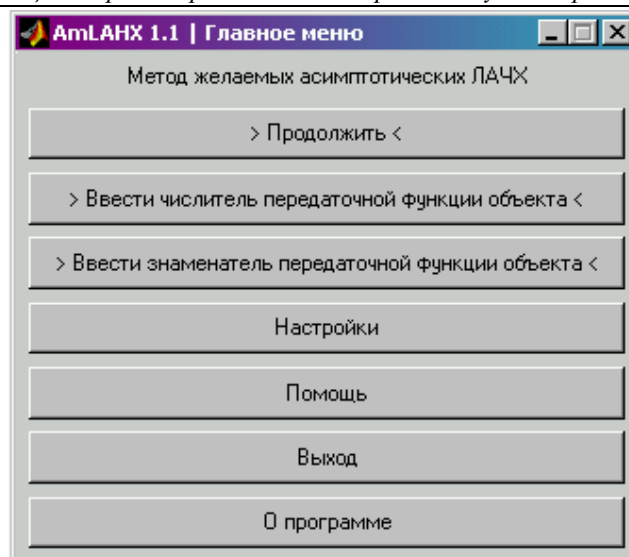 AmLAHX 1.1 | Главное меню
Метод желаемых асимптотических ЛАЧХ
> Продолжить <
> Ввести числитель передаточной функции объекта <
> Ввести знаменатель передаточной функции объекта <
Настройки
Помощь
Выход
О программе